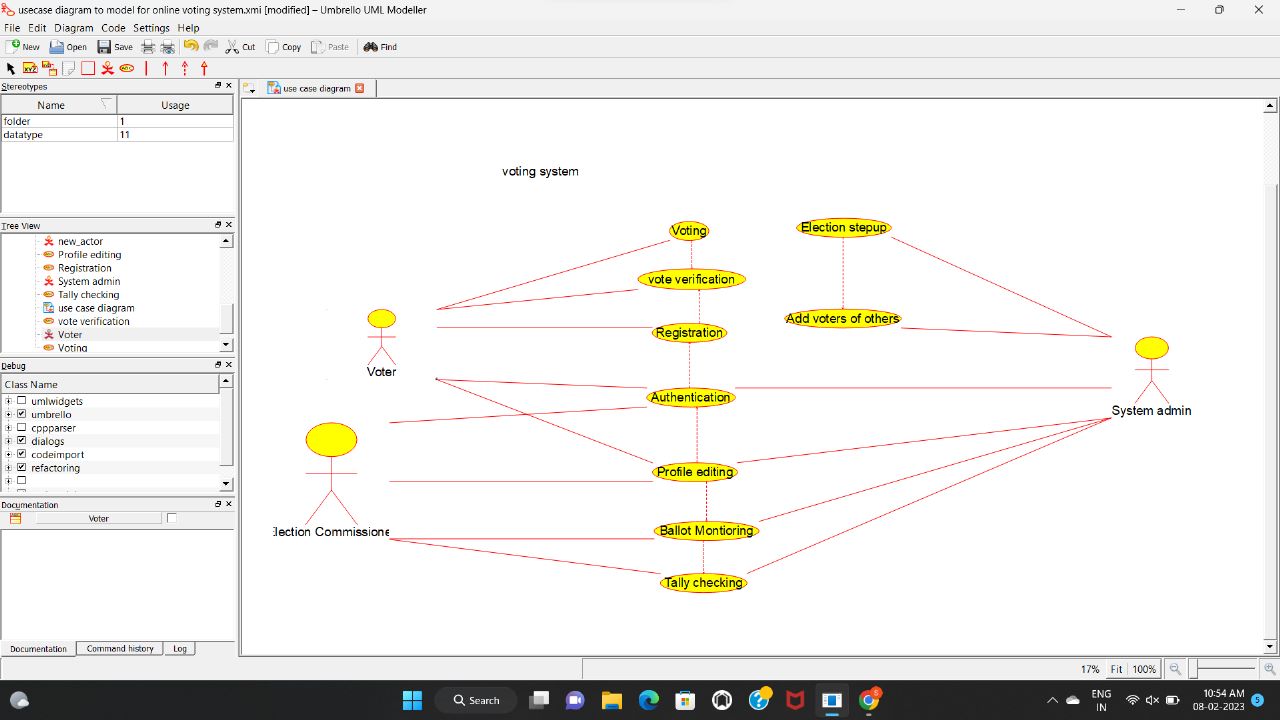 usecase diagram to model for online voting system.xmi [modified] – Umbrello UML Modeller
File Edit Diagram Code Settings Help
New Open Save Cut Copy Paste Find
Stereotypes
use case diagram
Name Usage
folder 1
datatype 11
Tree View
new_actor
Profile editing
Registration
System admin
Tally checking
use case diagram
vote verification
Voter
Voting
Debug
Class Name
umlwidgets
umbrello
cppparser
dialogs
codeimport
refactoring
Documentation
Voter
Documentation Command history Log
voting system
Voting
Election stepup
vote verification
Add voters of others
Registration
Voter
Authentication
System admin
Profile editing
Ballot Montioring
lection Commissione
Tally checking
17% Fit 100%
Search
ENG
IN
10:54 AM
08-02-2023
5